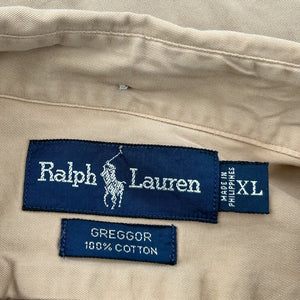 Ralph Lauren
MADE IN
PHILIPPINES
XL
GREGGOR
100% COTTON